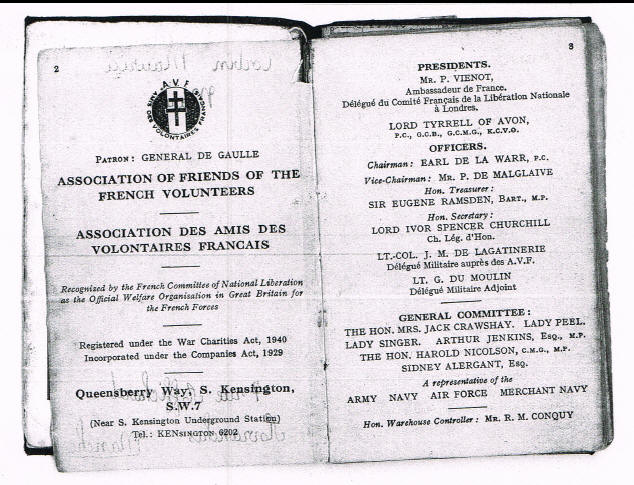 2
A.V.F
AMIS DES VOLONTAIRES FRANÇAIS
PATRON: GENERAL DE GAULLE
ASSOCIATION OF FRIENDS OF THE
FRENCH VOLUNTEERS
ASSOCIATION DES AMIS DES
VOLONTAIRES FRANCAIS
Recognized by the French Committee of National Liberation
as the Official Welfare Organisation in Great Britain for
the French Forces
Registered under the War Charities Act, 1940
Incorporated under the Companies Act, 1929
Queensberry Way, S. Kensington,
S.W.7
(Near S. Kensington Underground Station)
Tel.: KENSINGTON 6202
3
PRESIDENTS.
MR. P. VIENOT,
Ambassadeur de France.
Délégué du Comité Français de la Libération Nationale
à Londres.
LORD TYRRELL OF AVON,
P.C., G.C.B., G.C.M.G., K.C.V.O.
OFFICERS.
Chairman: EARL DE LA WARR, P.C.
Vice-Chairman: MR. P. DE MALGLAIVE
Hon. Treasurer:
SIR EUGENE RAMSDEN, BART., M.P.
Hon. Secretary:
LORD IVOR SPENCER CHURCHILL
Ch. Lég. d'Hon.
LT.-COL. J. M. DE LAGATINERIE
Délégué Militaire auprès des A.V.F.
LT. G. DU MOULIN
Délégué Militaire Adjoint
GENERAL COMMITTEE:
THE HON. MRS. JACK CRAWSHAY. LADY PEEL.
LADY SINGER. ARTHUR JENKINS, ESQ., M.P.
THE HON. HAROLD NICOLSON, C.M.G., M.P.
SIDNEY ALERGANT, ESQ.
A representative of the
ARMY NAVY AIR FORCE MERCHANT NAVY
Hon. Warehouse Controller: MR. R. M. CONQUY